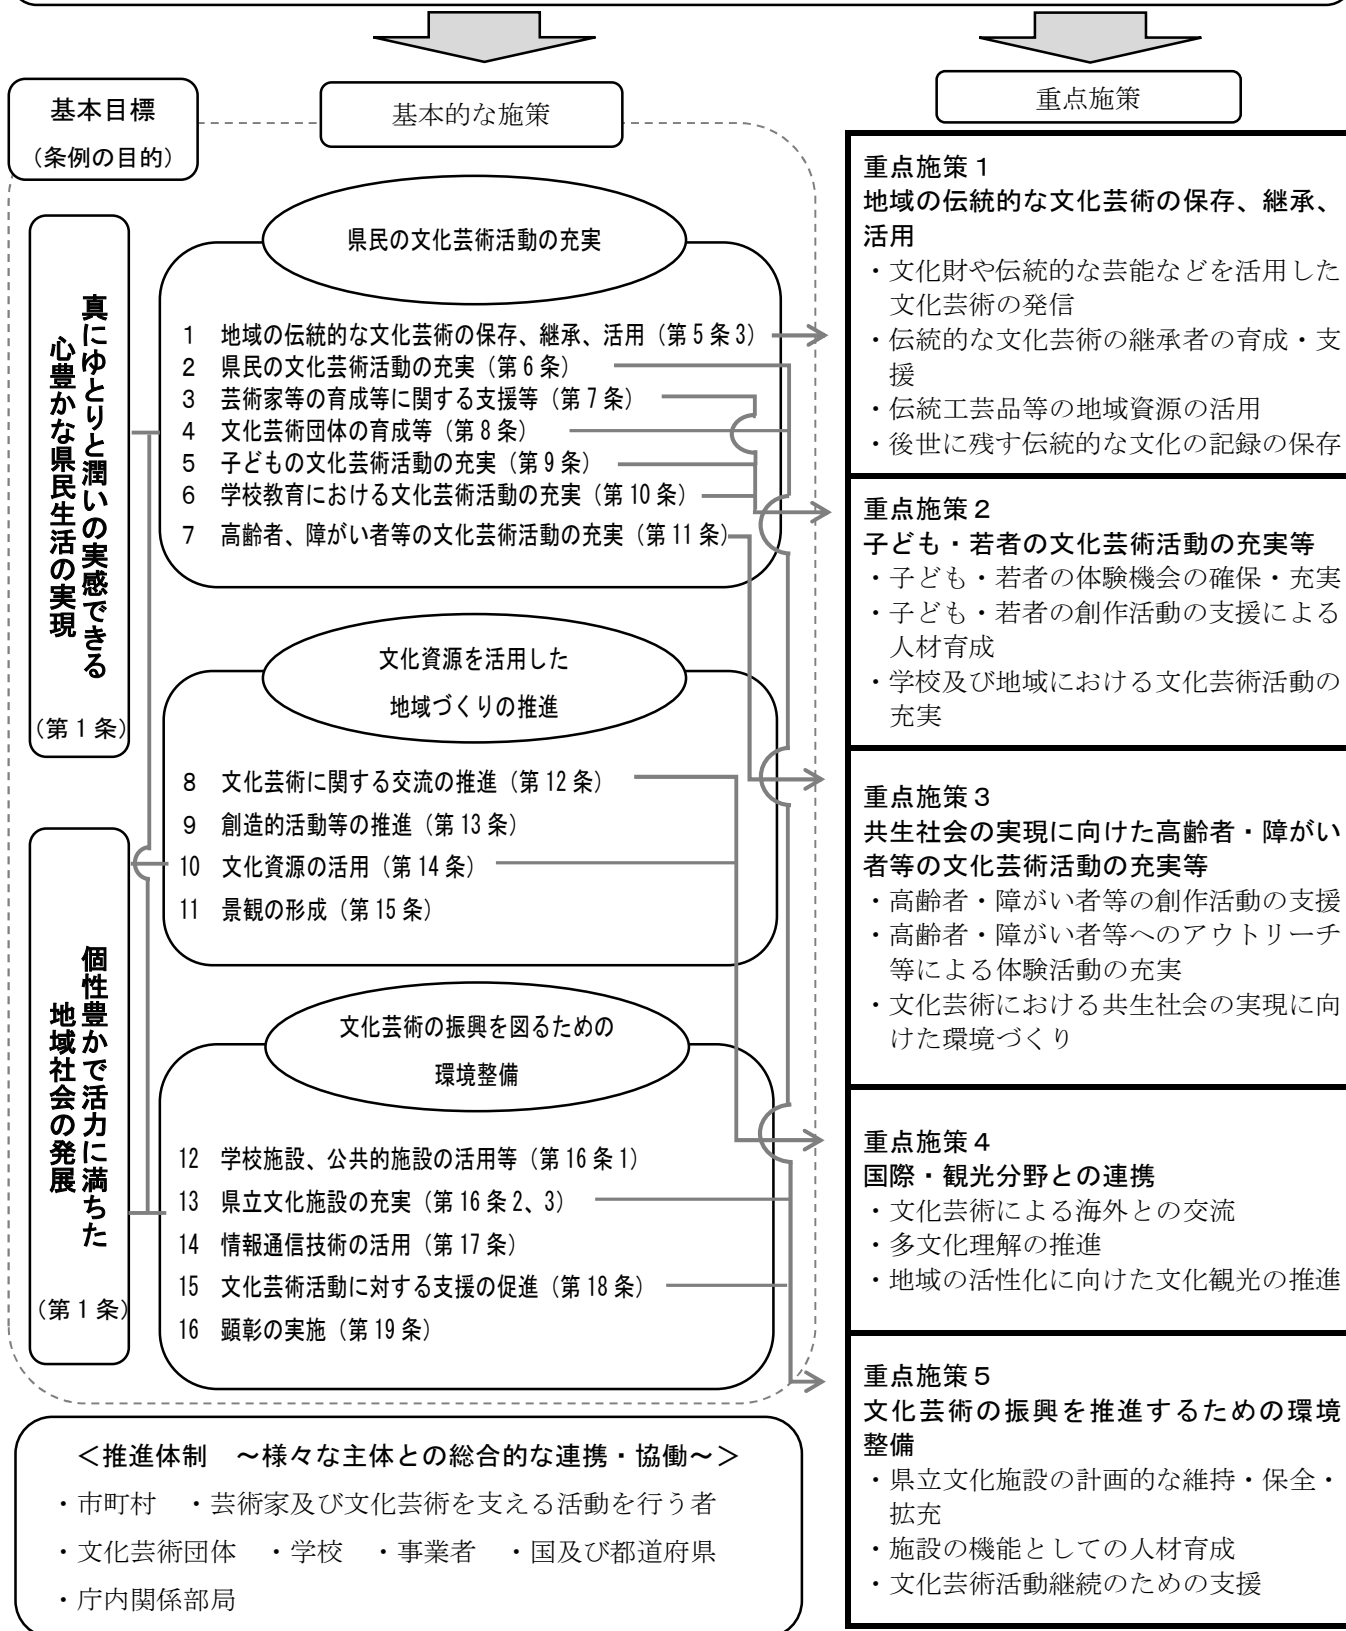 基本目標
(条例の目的)
基本的な施策
重点施策
真にゆとりと潤いの実感できる
心豊かな県民生活の実現
(第1条)
個性豊かで活力に満ちた
地域社会の発展
(第1条)
県民の文化芸術活動の充実
1 地域の伝統的な文化芸術の保存、継承、活用(第5条3)
2 県民の文化芸術活動の充実(第6条)
3 芸術家等の育成等に関する支援等(第7条)
4 文化芸術団体の育成等(第8条)
5 子どもの文化芸術活動の充実(第9条)
6 学校教育における文化芸術活動の充実(第10条)
7 高齢者、障がい者等の文化芸術活動の充実(第11条)
文化資源を活用した
地域づくりの推進
8 文化芸術に関する交流の推進(第12条)
9 創造的活動等の推進(第13条)
10 文化資源の活用(第14条)
11 景観の形成(第15条)
文化芸術の振興を図るための
環境整備
12 学校施設、公共的施設の活用等(第16条1)
13 県立文化施設の充実(第16条2、3)
14 情報通信技術の活用(第17条)
15 文化芸術活動に対する支援の促進(第18条)
16 顕彰の実施(第19条)
<推進体制 ~様々な主体との総合的な連携・協働~>
・市町村 ・芸術家及び文化芸術を支える活動を行う者
・文化芸術団体 ・学校 ・事業者 ・国及び都道府県
・庁内関係部局
重点施策1
地域の伝統的な文化芸術の保存、継承、
活用
・文化財や伝統的な芸能などを活用した
文化芸術の発信
・伝統的な文化芸術の継承者の育成・支
援
・伝統工芸品等の地域資源の活用
・後世に残す伝統的な文化の記録の保存
重点施策2
子ども・若者の文化芸術活動の充実等
・子ども・若者の体験機会の確保・充実
・子ども・若者の創作活動の支援による
人材育成
・学校及び地域における文化芸術活動の
充実
重点施策3
共生社会の実現に向けた高齢者・障がい
者等の文化芸術活動の充実等
・高齢者・障がい者等の創作活動の支援
・高齢者・障がい者等へのアウトリーチ
等による体験活動の充実
・文化芸術における共生社会の実現に向
けた環境づくり
重点施策4
国際・観光分野との連携
・文化芸術による海外との交流
・多文化理解の推進
・地域の活性化に向けた文化観光の推進
重点施策5
文化芸術の振興を推進するための環境
整備
・県立文化施設の計画的な維持・保全・
拡充
・施設の機能としての人材育成
・文化芸術活動継続のための支援